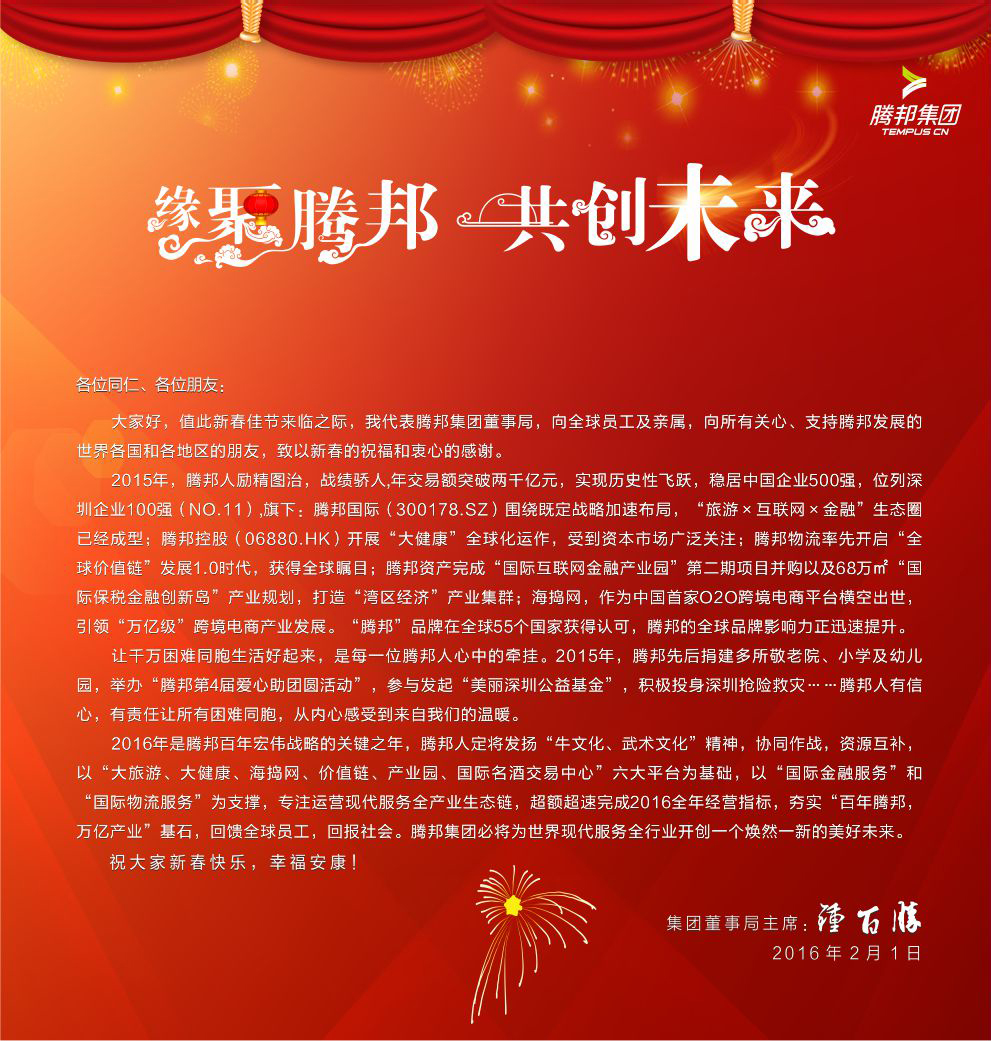 腾邦集团
TEMPUS CN
缘聚腾邦 共创未来
各位同仁、各位朋友：
大家好，值此新春佳节来临之际，我代表腾邦集团董事局，向全球员工及亲属，向所有关心、支持腾邦发展的
世界各国和各地区的朋友，致以新春的祝福和衷心的感谢。
2015年，腾邦人励精图治，战绩骄人,年交易额突破两千亿元，实现历史性飞跃，稳居中国企业500强，位列深
圳企业100强（NO.11）,旗下：腾邦国际（300178.SZ）围绕既定战略加速布局，“旅游×互联网×金融”生态圈
已经成型；腾邦控股（06880.HK）开展“大健康”全球化运作，受到资本市场广泛关注；腾邦物流率先开启“全
球价值链”发展1.0时代，获得全球瞩目；腾邦资产完成“国际互联网金融产业园”第二期项目并购以及68万㎡“国
际保税金融创新岛”产业规划，打造“湾区经济”产业集群；海捣网，作为中国首家O2O跨境电商平台横空出世，
引领“万亿级”跨境电商产业发展。“腾邦”品牌在全球55个国家获得认可，腾邦的全球品牌影响力正迅速提升。
让千万困难同胞生活好起来，是每一位腾邦人心中的牵挂。2015年，腾邦先后捐建多所敬老院、小学及幼儿
园，举办“腾邦第4届爱心助团圆活动”，参与发起“美丽深圳公益基金”，积极投身深圳抢险救灾……腾邦人有信
心，有责任让所有困难同胞，从内心感受到来自我们的温暖。
2016年是腾邦百年宏伟战略的关键之年，腾邦人定将发扬“牛文化、武术文化”精神，协同作战，资源互补，
以“大旅游、大健康、海捣网、价值链、产业园、国际名酒交易中心”六大平台为基础，以“国际金融服务”和
“国际物流服务”为支撑，专注运营现代服务全产业生态链，超额超速完成2016全年经营指标，夯实“百年腾邦，
万亿产业”基石，回馈全球员工，回报社会。腾邦集团必将为世界现代服务全行业开创一个焕然一新的美好未来。
祝大家新春快乐，幸福安康！
集团董事局主席：鍾百勝
2016年2月1日